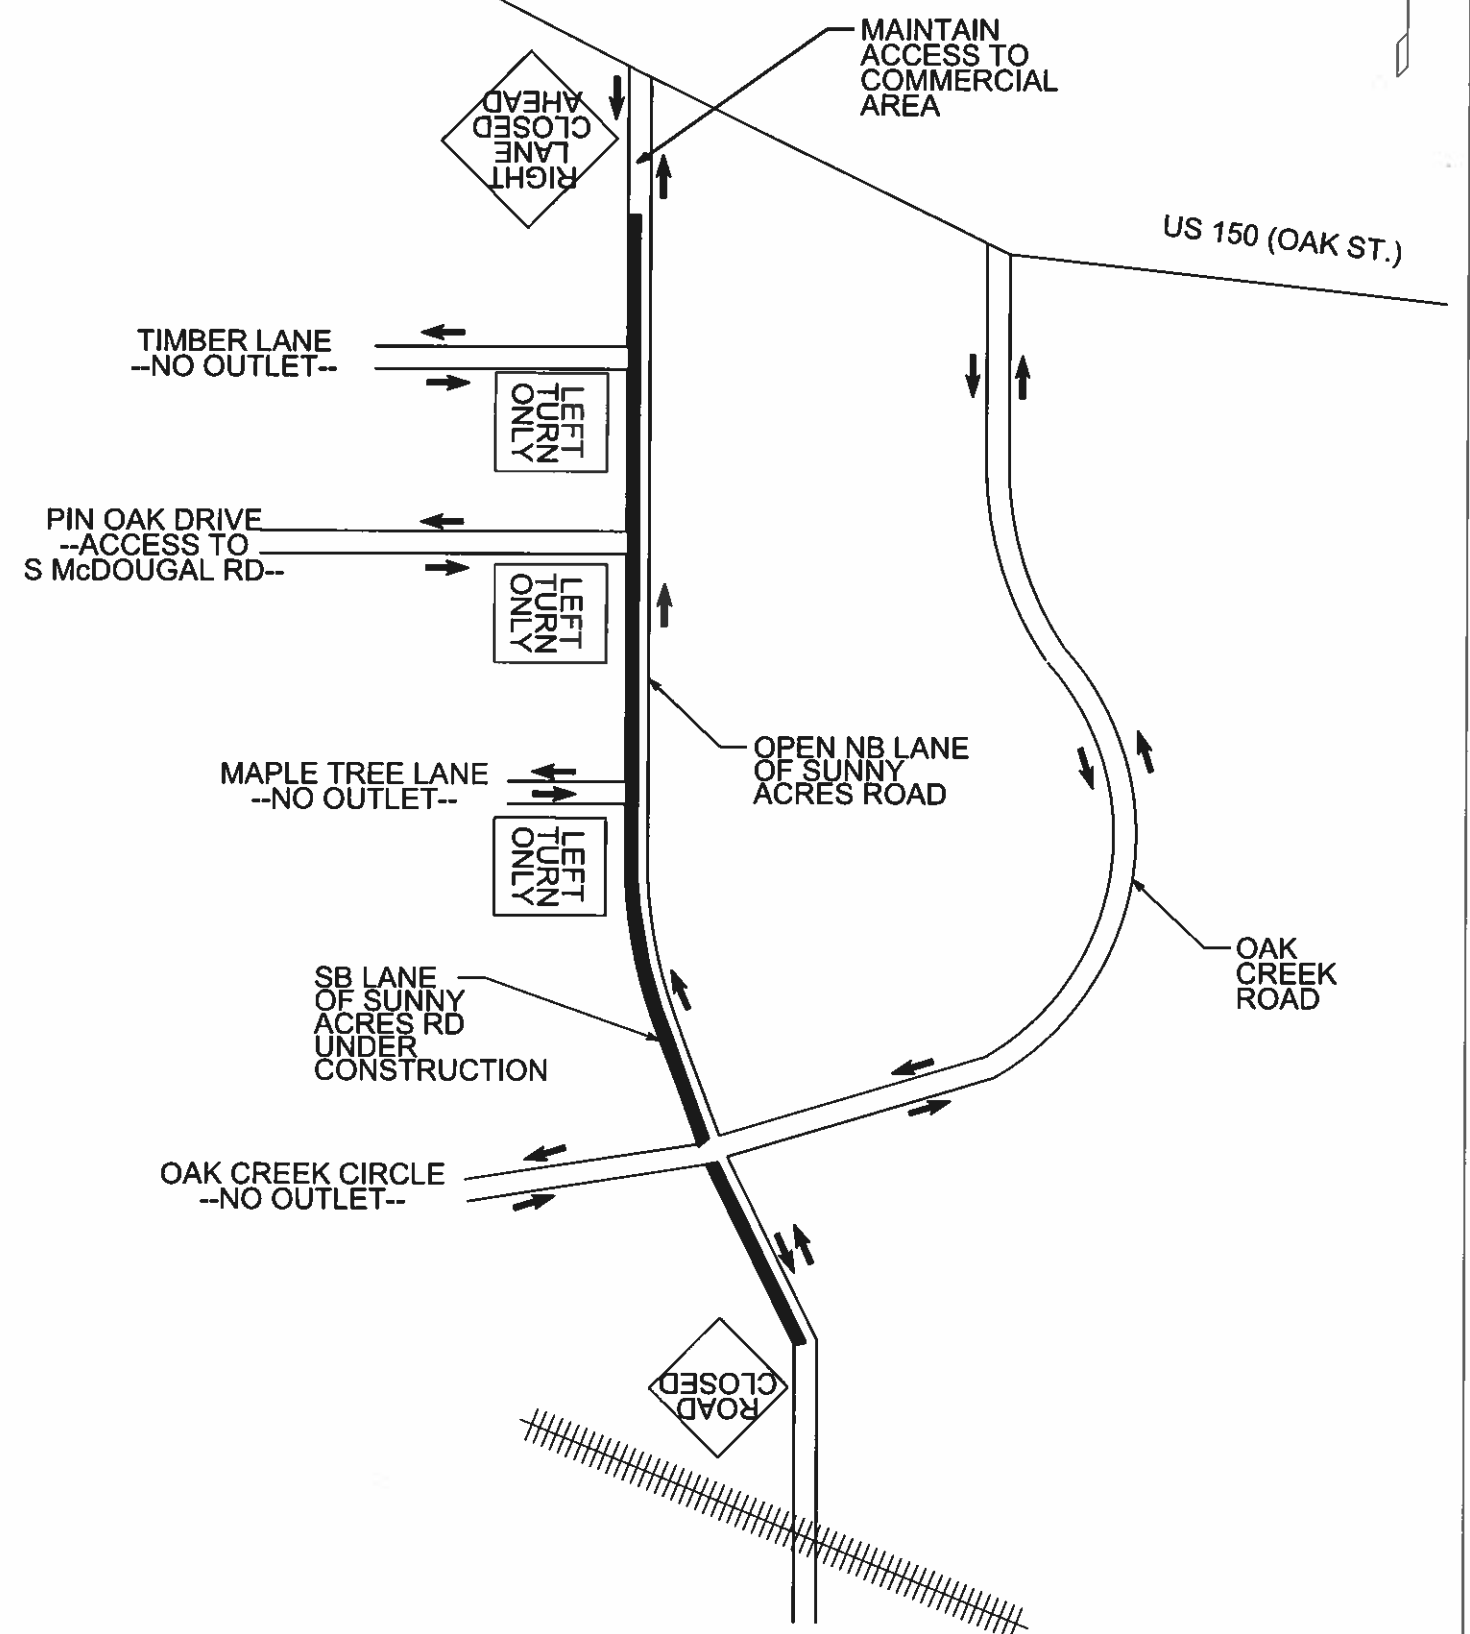 MAINTAIN
ACCESS TO
COMMERCIAL
AREA
RIGHT
LANE
CLOSED
AHEAD
US 150 (OAK ST.)
TIMBER LANE
--NO OUTLET--
LEFT
TURN
ONLY
PIN OAK DRIVE
--ACCESS TO
S McDOUGAL RD--
LEFT
TURN
ONLY
OPEN NB LANE
OF SUNNY
ACRES ROAD
MAPLE TREE LANE
--NO OUTLET--
LEFT
TURN
ONLY
OAK
CREEK
ROAD
SB LANE
OF SUNNY
ACRES RD
UNDER
CONSTRUCTION
OAK CREEK CIRCLE
--NO OUTLET--
ROAD
CLOSED